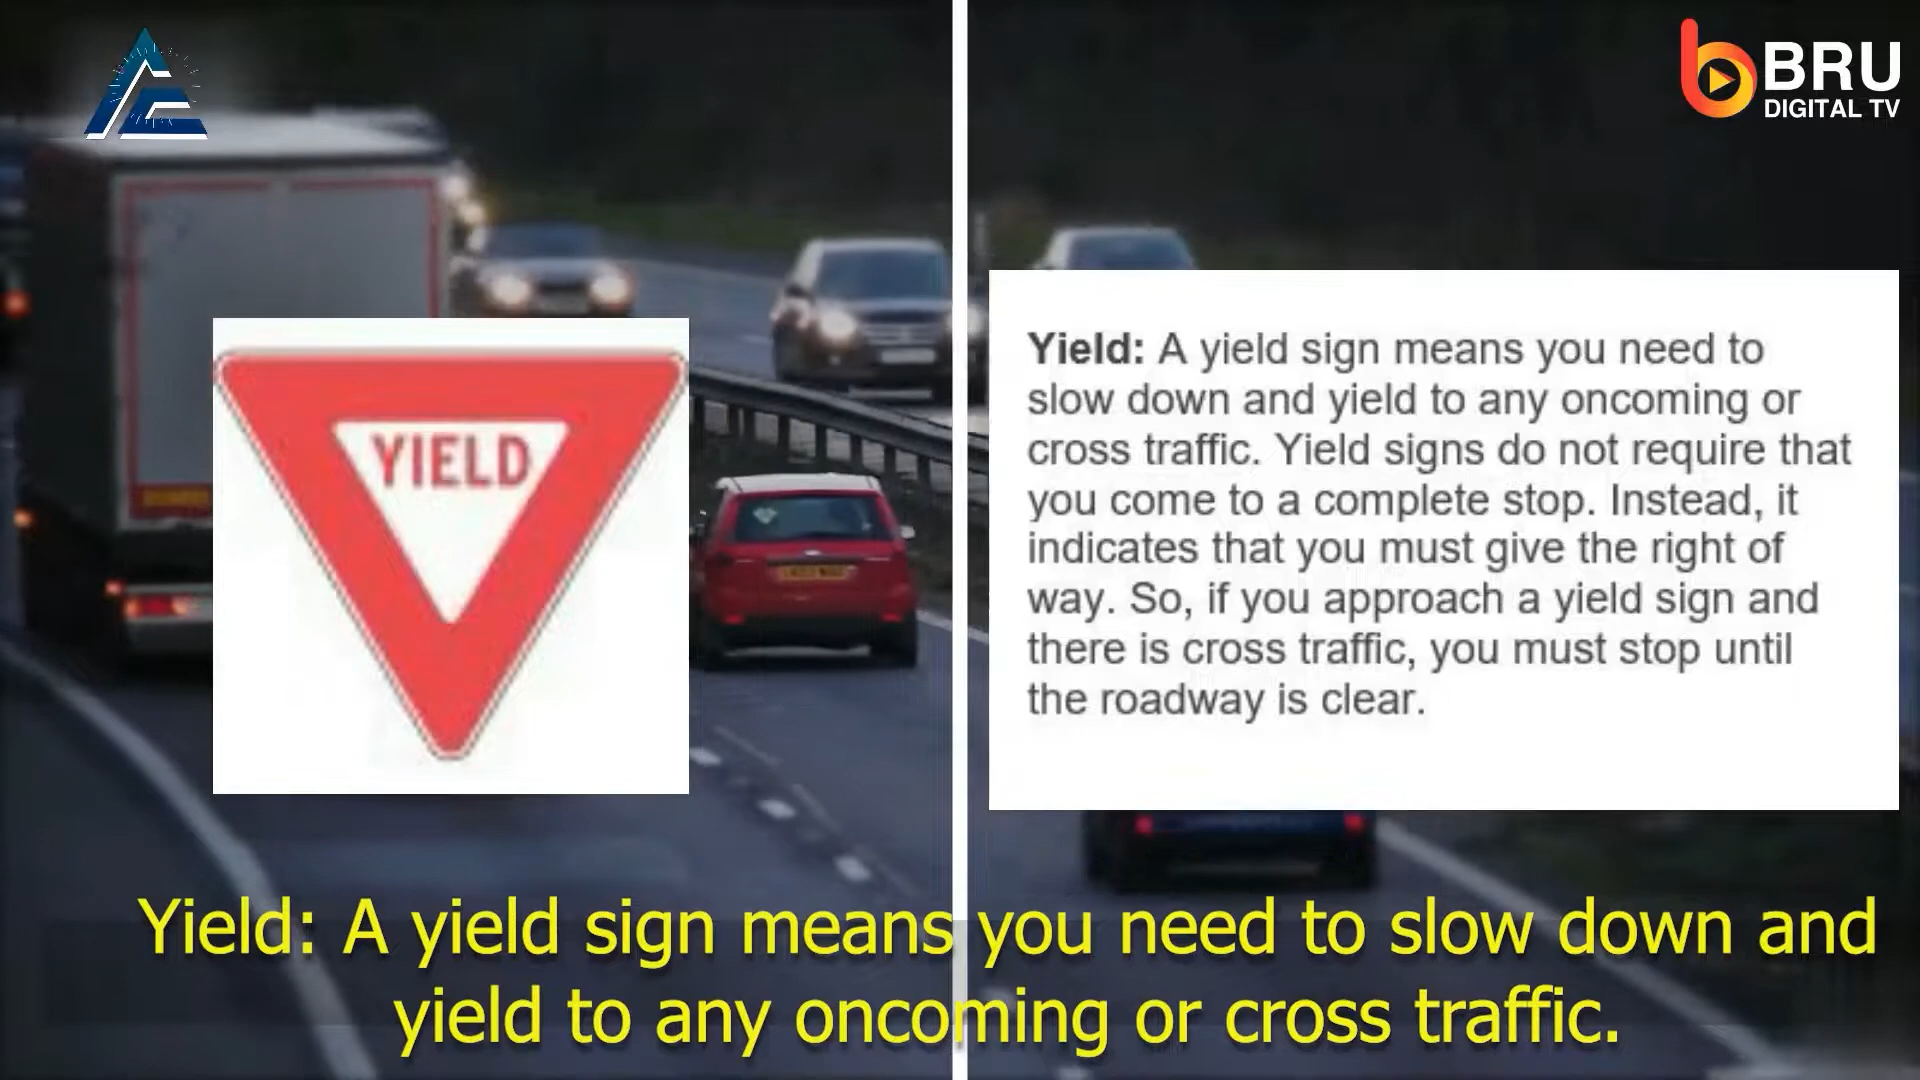 BRU
DIGITAL TV
YIELD
Yield: A yield sign means you need to
slow down and yield to any oncoming or
cross traffic. Yield signs do not require that
you come to a complete stop. Instead, it
indicates that you must give the right of
way. So, if you approach a yield sign and
there is cross traffic, you must stop until
the roadway is clear.
Yield: A yield sign means you need to slow down and
yield to any oncoming or cross traffic.